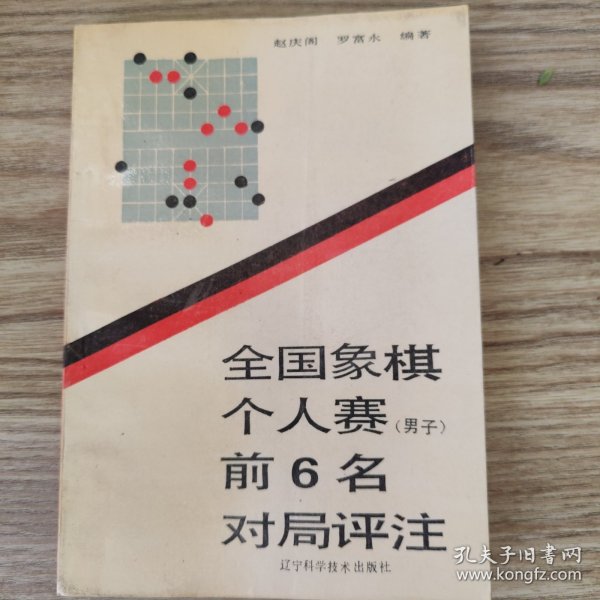 赵庆阁 罗富永 编著
全国象棋
个人赛(男子)
前6名
对局评注
辽宁科学技术出版社
孔夫子旧书网
www.kongfz.com